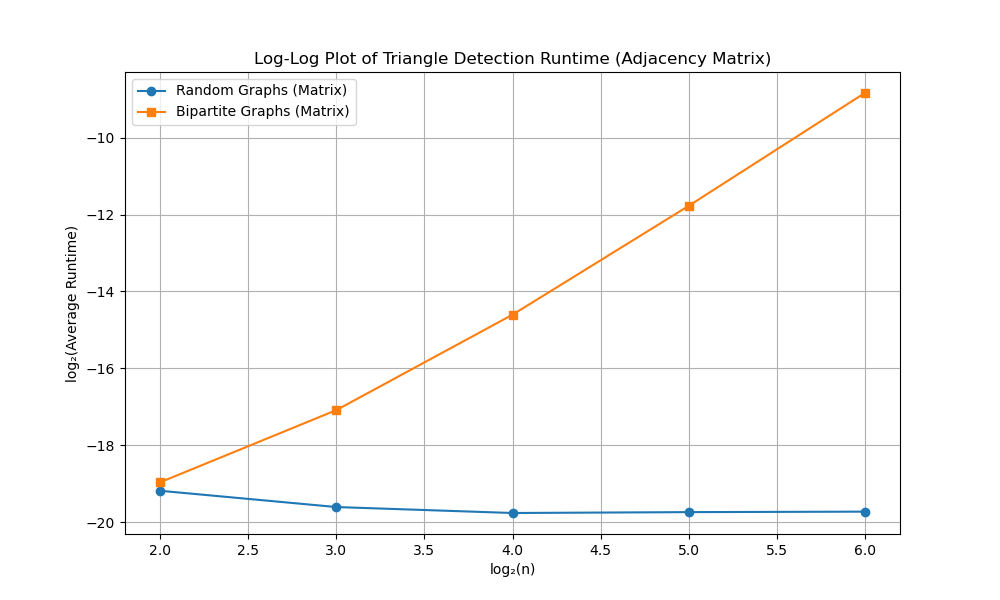 Log-Log Plot of Triangle Detection Runtime (Adjacency Matrix)
Random Graphs (Matrix)
Bipartite Graphs (Matrix)
log₂(Average Runtime)
−10
−12
−14
−16
−18
−20
2.0 2.5 3.0 3.5 4.0 4.5 5.0 5.5 6.0
log₂(n)